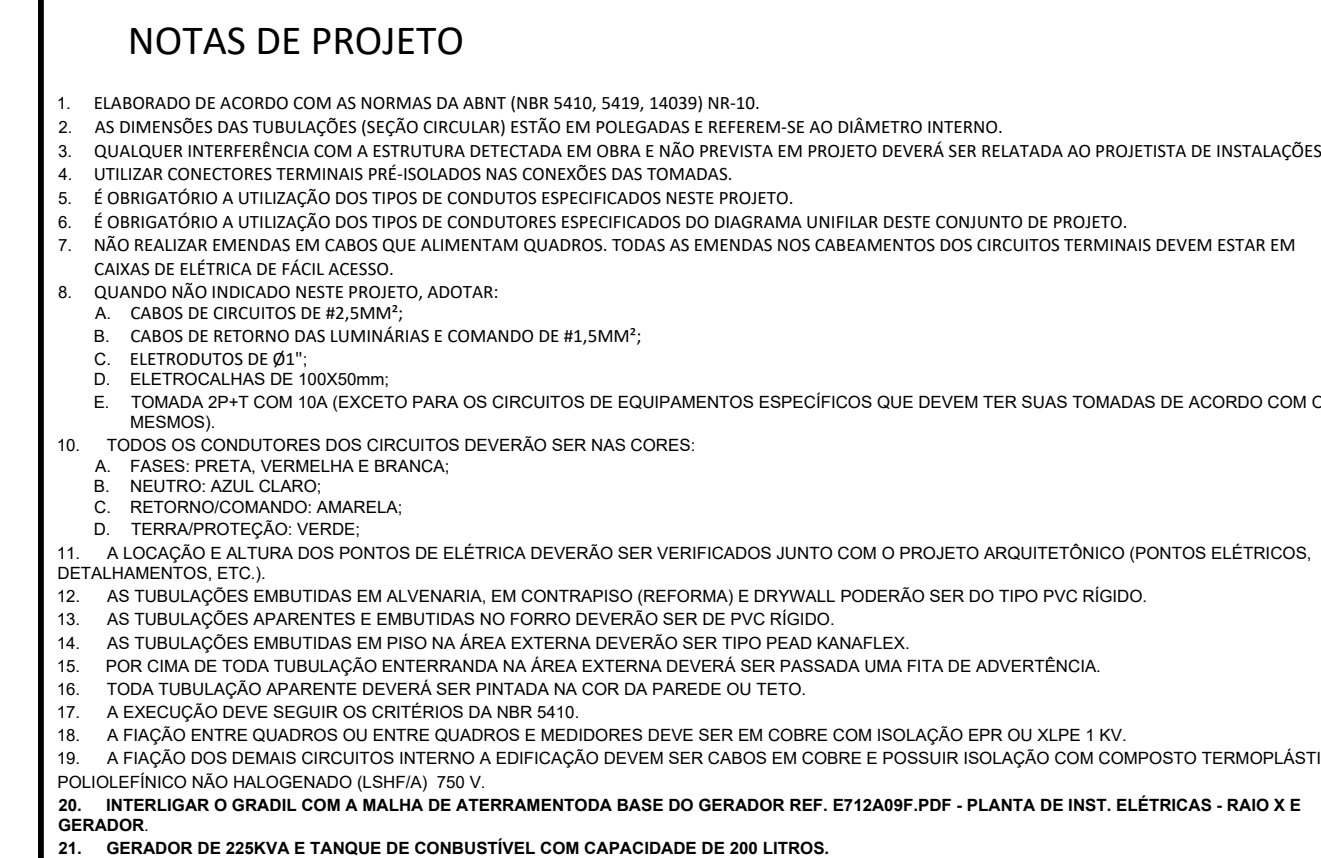 NOTAS DE PROJETO
1. ELABORADO DE ACORDO COM AS NORMAS DA ABNT (NBR 5410, 5419, 14039) NR-10.
2. AS DIMENSÕES DAS TUBULAÇÕES (SEÇÃO CIRCULAR) ESTÃO EM POLEGADAS E REFEREM-SE AO DIÂMETRO INTERNO.
3. QUALQUER INTERFERÊNCIA COM A ESTRUTURA DETECTADA EM OBRA E NÃO PREVISTA EM PROJETO DEVERÁ SER RELATADA AO PROJETISTA DE INSTALAÇÕES
4. UTILIZAR CONECTORES TERMINAIS PRÉ-ISOLADOS NAS CONEXÕES DAS TOMADAS.
5. É OBRIGATÓRIO A UTILIZAÇÃO DOS TIPOS DE CONDUTOS ESPECIFICADOS NESTE PROJETO.
6. É OBRIGATÓRIO A UTILIZAÇÃO DOS TIPOS DE CONDUTORES ESPECIFICADOS DO DIAGRAMA UNIFILAR DESTE CONJUNTO DE PROJETO.
7. NÃO REALIZAR EMENDAS EM CABOS QUE ALIMENTAM QUADROS. TODAS AS EMENDAS NOS CABEAMENTOS DOS CIRCUITOS TERMINAIS DEVEM ESTAR EM
CAIXAS DE ELÉTRICA DE FÁCIL ACESSO.
8. QUANDO NÃO INDICADO NESTE PROJETO, ADOTAR:
A. CABOS DE CIRCUITOS DE #2,5MM²;
B. CABOS DE RETORNO DAS LUMINÁRIAS E COMANDO DE #1,5MM²;
C. ELETRODUTOS DE Ø1";
D. ELETROCALHAS DE 100X50mm;
E. TOMADA 2P+T COM 10A (EXCETO PARA OS CIRCUITOS DE EQUIPAMENTOS ESPECÍFICOS QUE DEVEM TER SUAS TOMADAS DE ACORDO COM
MESMOS).
10. TODOS OS CONDUTORES DOS CIRCUITOS DEVERÃO SER NAS CORES:
A. FASES: PRETA, VERMELHA E BRANCA;
B. NEUTRO: AZUL CLARO;
C. RETORNO/COMANDO: AMARELA;
D. TERRA/PROTEÇÃO: VERDE;
11. A LOCAÇÃO E ALTURA DOS PONTOS DE ELÉTRICA DEVERÃO SER VERIFICADOS JUNTO COM O PROJETO ARQUITETÔNICO (PONTOS ELÉTRICOS,
DETALHAMENTOS, ETC.).
12. AS TUBULAÇÕES EMBUTIDAS EM ALVENARIA, EM CONTRAPISO (REFORMA) E DRYWALL PODERÃO SER DO TIPO PVC RÍGIDO.
13. AS TUBULAÇÕES APARENTES E EMBUTIDAS NO FORRO DEVERÃO SER DE PVC RÍGIDO.
14. AS TUBULAÇÕES EMBUTIDAS EM PISO NA ÁREA EXTERNA DEVERÃO SER TIPO PEAD KANAFLEX.
15. POR CIMA DE TODA TUBULAÇÃO ENTERRANDA NA ÁREA EXTERNA DEVERÁ SER PASSADA UMA FITA DE ADVERTÊNCIA.
16. TODA TUBULAÇÃO APARENTE DEVERÁ SER PINTADA NA COR DA PAREDE OU TETO.
17. A EXECUÇÃO DEVE SEGUIR OS CRITÉRIOS DA NBR 5410.
18. A FIAÇÃO ENTRE QUADROS OU ENTRE QUADROS E MEDIDORES DEVE SER EM COBRE COM ISOLAÇÃO EPR OU XLPE 1 KV.
19. A FIAÇÃO DOS DEMAIS CIRCUITOS INTERNO A EDIFICAÇÃO DEVEM SER CABOS EM COBRE E POSSUIR ISOLAÇÃO COM COMPOSTO TERMOPLÁSTI
POLIOLEFÍNICO NÃO HALOGENADO (LSHF/A) 750 V.
20. INTERLIGAR O GRADIL COM A MALHA DE ATERRAMENTODA BASE DO GERADOR REF. E712A09F.PDF - PLANTA DE INST. ELÉTRICAS - RAIO X E
GERADOR.
21. GERADOR DE 225KVA E TANQUE DE CONBUSTÍVEL COM CAPACIDADE DE 200 LITROS.